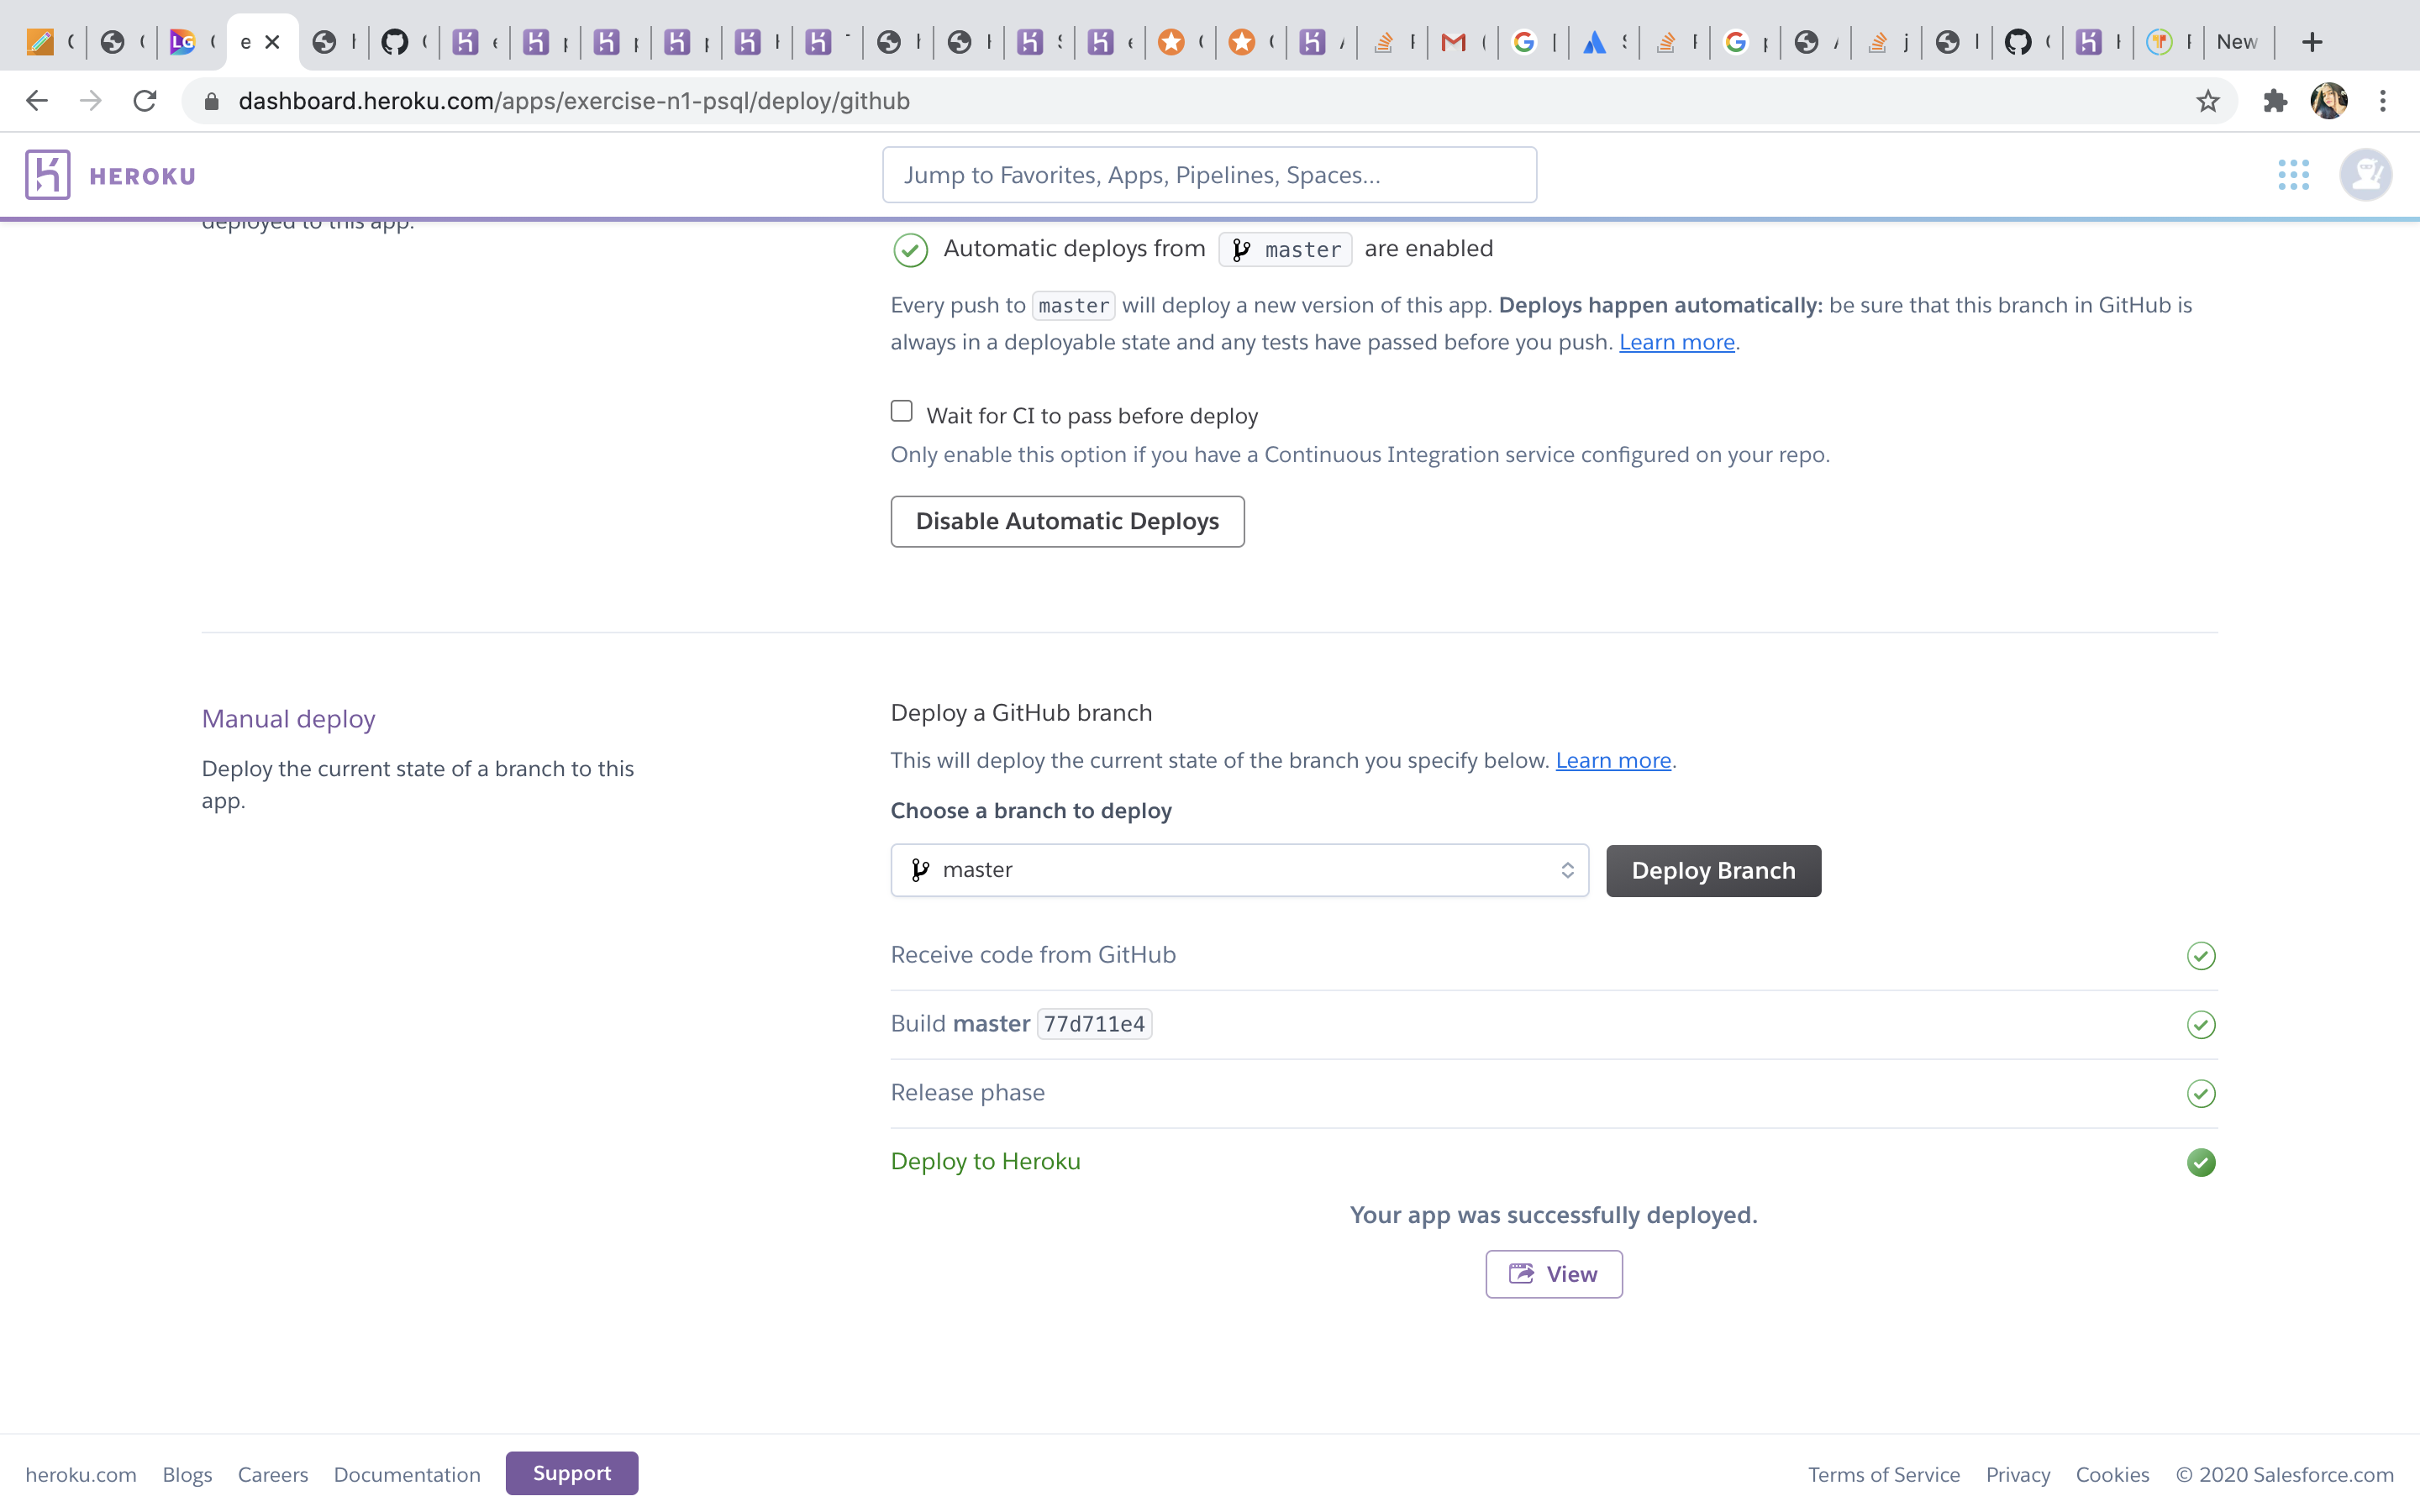 e
LG
New
dashboard.heroku.com/apps/exercise-n1-psql/deploy/github
HEROKU
Jump to Favorites, Apps, Pipelines, Spaces...
deployed to this app.
Automatic deploys from master are enabled
Every push to master will deploy a new version of this app. Deploys happen automatically: be sure that this branch in GitHub is
always in a deployable state and any tests have passed before you push. Learn more.
Wait for CI to pass before deploy
Only enable this option if you have a Continuous Integration service configured on your repo.
Disable Automatic Deploys
Manual deploy
Deploy the current state of a branch to this
app.
Deploy a GitHub branch
This will deploy the current state of the branch you specify below. Learn more.
Choose a branch to deploy
master
Deploy Branch
Receive code from GitHub
Build master 77d711e4
Release phase
Deploy to Heroku
Your app was successfully deployed.
View
heroku.com Blogs Careers Documentation Support Terms of Service Privacy Cookies © 2020 Salesforce.com